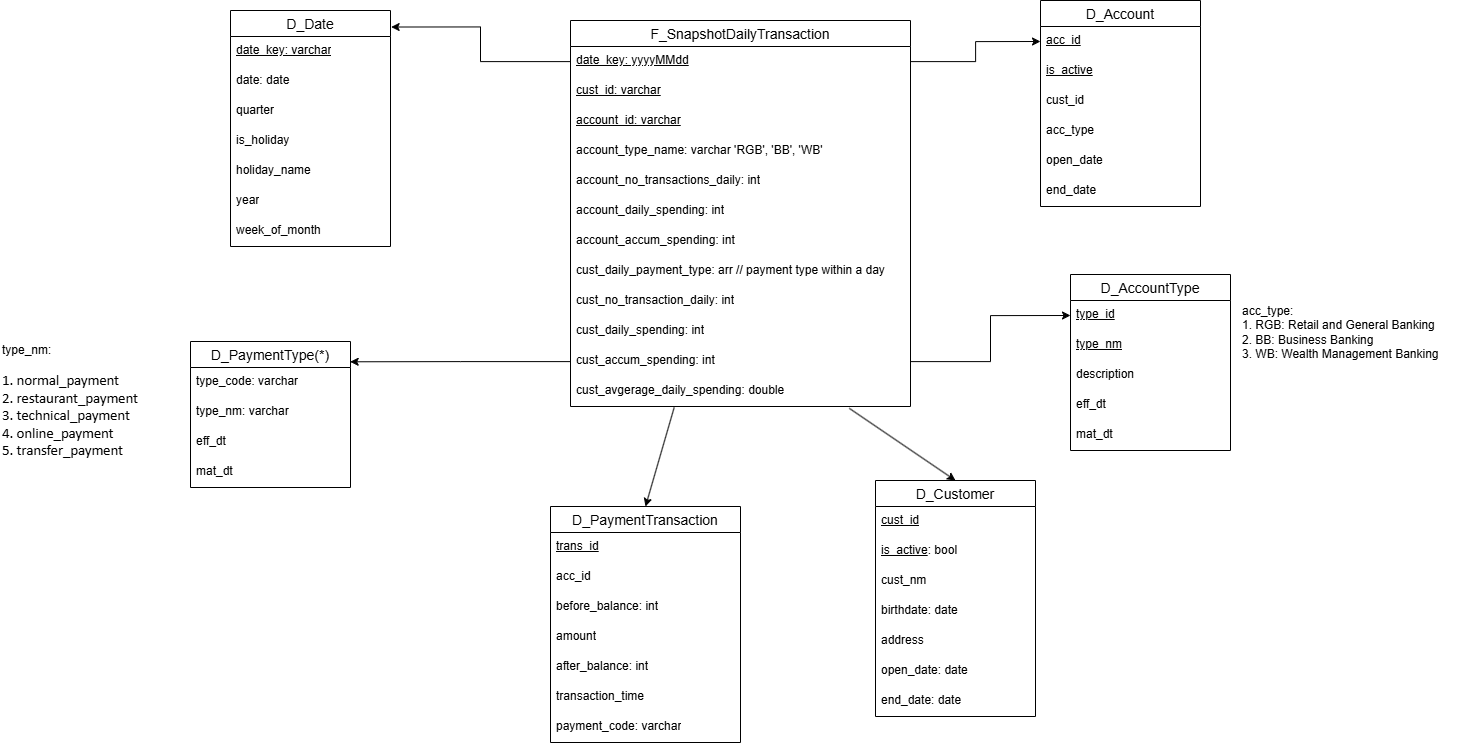 D_Date
date_key: varchar
date: date
quarter
is_holiday
holiday_name
year
week_of_month
F_SnapshotDailyTransaction
date_key: yyyyMMdd
cust_id: varchar
account_id: varchar
account_type_name: varchar 'RGB', 'BB', 'WB'
account_no_transactions_daily: int
account_daily_spending: int
account_accum_spending: int
cust_daily_payment_type: arr // payment type within a day
cust_no_transaction_daily: int
cust_daily_spending: int
cust_accum_spending: int
cust_avgerage_daily_spending: double
D_Account
acc_id
is_active
cust_id
acc_type
open_date
end_date
D_AccountType
type_id
type_nm
description
eff_dt
mat_dt
acc_type:
1. RGB: Retail and General Banking
2. BB: Business Banking
3. WB: Wealth Management Banking
type_nm:
1. normal_payment
2. restaurant_payment
3. technical_payment
4. online_payment
5. transfer_payment
D_PaymentType(*)
type_code: varchar
type_nm: varchar
eff_dt
mat_dt
D_PaymentTransaction
trans_id
acc_id
before_balance: int
amount
after_balance: int
transaction_time
payment_code: varchar
D_Customer
cust_id
is_active: bool
cust_nm
birthdate: date
address
open_date: date
end_date: date